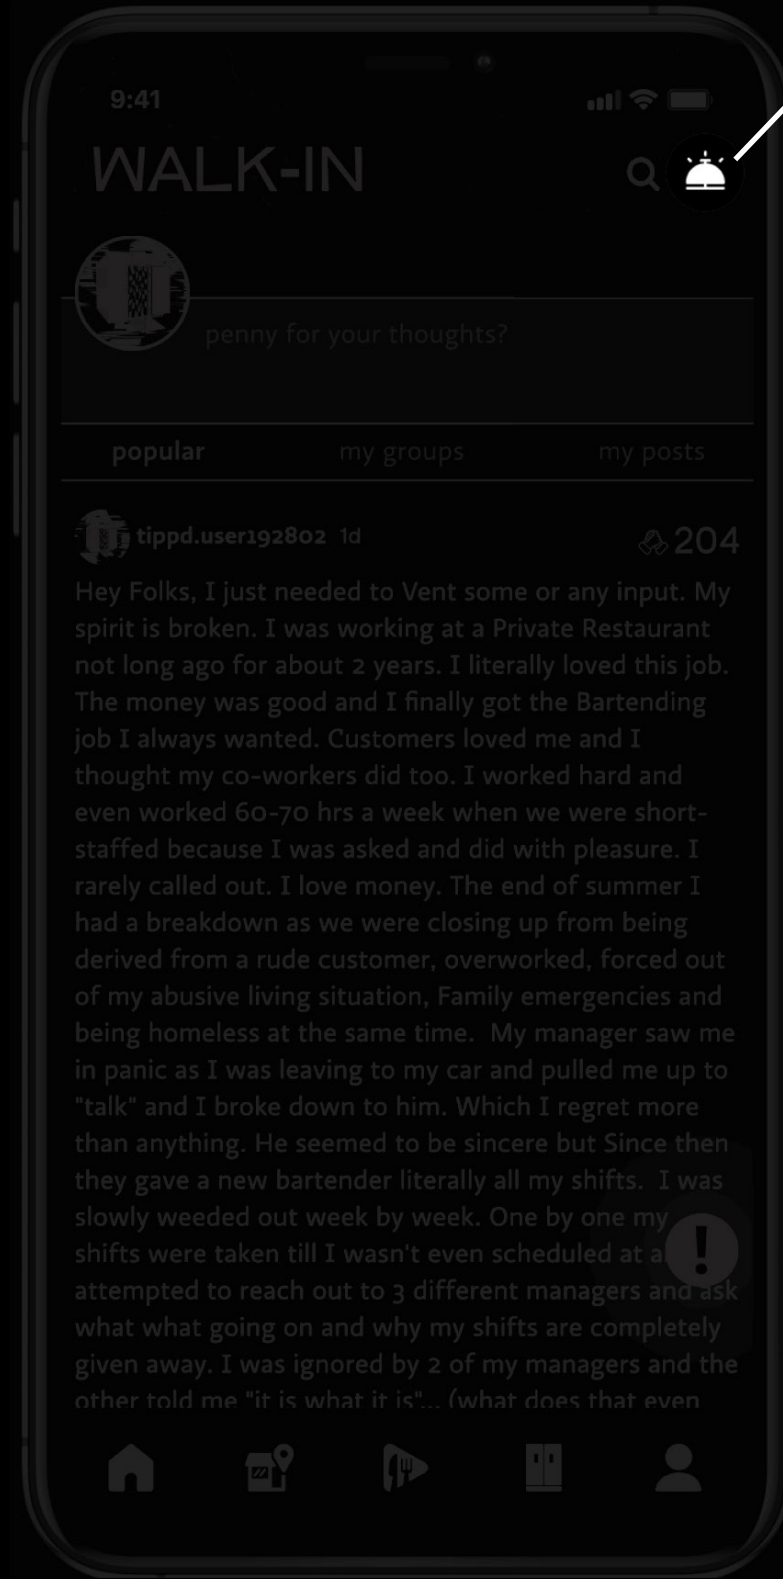 9:41
WALK-IN
penny for your thoughts?
popular my groups my posts
tippd.user192802 1d 204
Hey Folks, I just needed to Vent some or any input. My
spirit is broken. I was working at a Private Restaurant
not long ago for about 2 years. I literally loved this job.
The money was good and I finally got the Bartending
job I always wanted. Customers loved me and I
thought my co-workers did too. I worked hard and
even worked 60-70 hrs a week when we were short-
staffed because I was asked and did with pleasure. I
rarely called out. I love money. The end of summer I
had a breakdown as we were closing up from being
derived from a rude customer, overworked, forced out
of my abusive living situation, Family emergencies and
being homeless at the same time.  My manager saw me
in panic as I was leaving to my car and pulled me up to
"talk" and I broke down to him. Which I regret more
than anything. He seemed to be sincere but Since then
they gave a new bartender literally all my shifts.  I was
slowly weeded out week by week. One by one my
shifts were taken till I wasn't even scheduled at
attempted to reach out to 3 different managers and ask
what what going on and why my shifts are completely
given away. I was ignored by 2 of my managers and the
other told me "it is what it is"... (what does that even